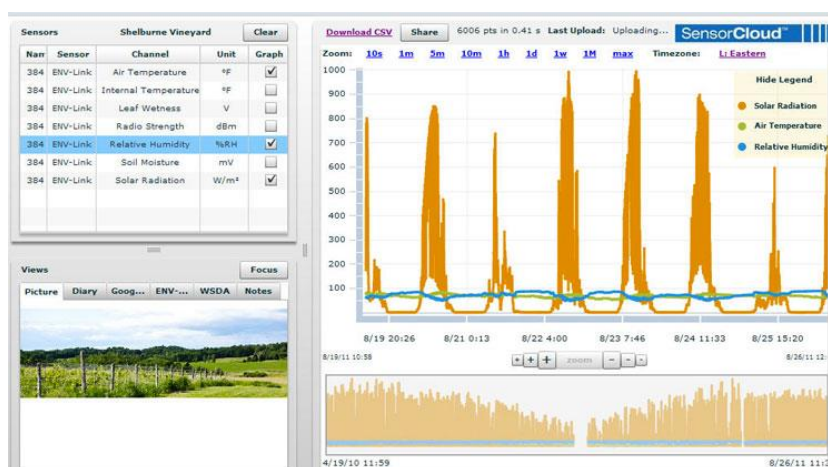 Sensors Shelburne Vineyard Clear
Nam Sensor Channel Unit Graph
384 ENV-Link Air Temperature °F
384 ENV-Link Internal Temperature °F
384 ENV-Link Leaf Wetness V
384 ENV-Link Radio Strength dBm
384 ENV-Link Relative Humidity %RH
384 ENV-Link Soil Moisture mV
384 ENV-Link Solar Radiation W/m²
Views Focus
Picture Diary Goog... ENV-... WSDA Notes
Download CSV Share 6006 pts in 0.41 s Last Upload: Uploading... SensorCloud™
Zoom: 10s 1m 5m 10m 1h 1d 1w 1M max Timezone: L: Eastern
Hide Legend
Solar Radiation
Air Temperature
Relative Humidity
1000
900
800
700
600
500
400
300
200
100
8/19 20:26 8/21 0:13 8/22 4:00 8/23 7:46 8/24 11:33 8/25 15:20
8/19/11 10:58 + + + zoom - - - 8/26/11 12:
4/19/10 11:59 8/26/11 11:3